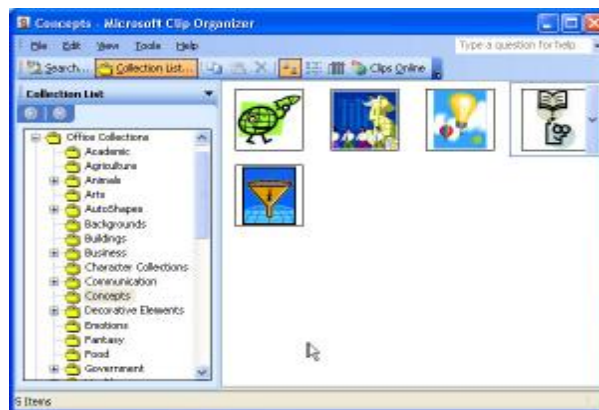 Concepts - Microsoft Clip Organizer
File Edit View Tools Help
Type a question for help
Search... Collection List... Clips Online
Collection List
Office Collections
Academic
Agriculture
Animals
Arts
AutoShapes
Backgrounds
Buildings
Business
Character Collections
Communication
Concepts
Decorative Elements
Emotions
Fantasy
Food
Government
5 Items